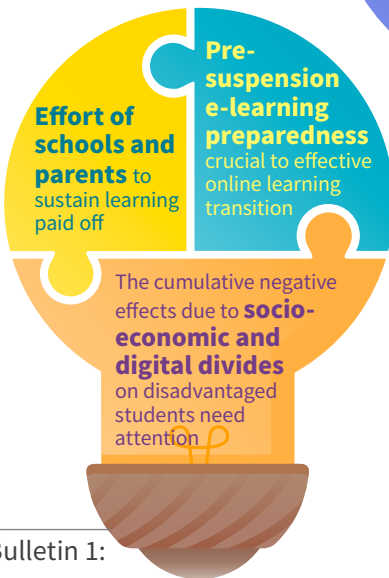 Effort of
schools and
parents to
sustain learning
paid off
Pre-
suspension
e-learning
preparedness
crucial to effective
online learning
transition
The cumulative negative
effects due to socio-
economic and
digital divides
on disadvantaged
students need
attention
ulletin 1: